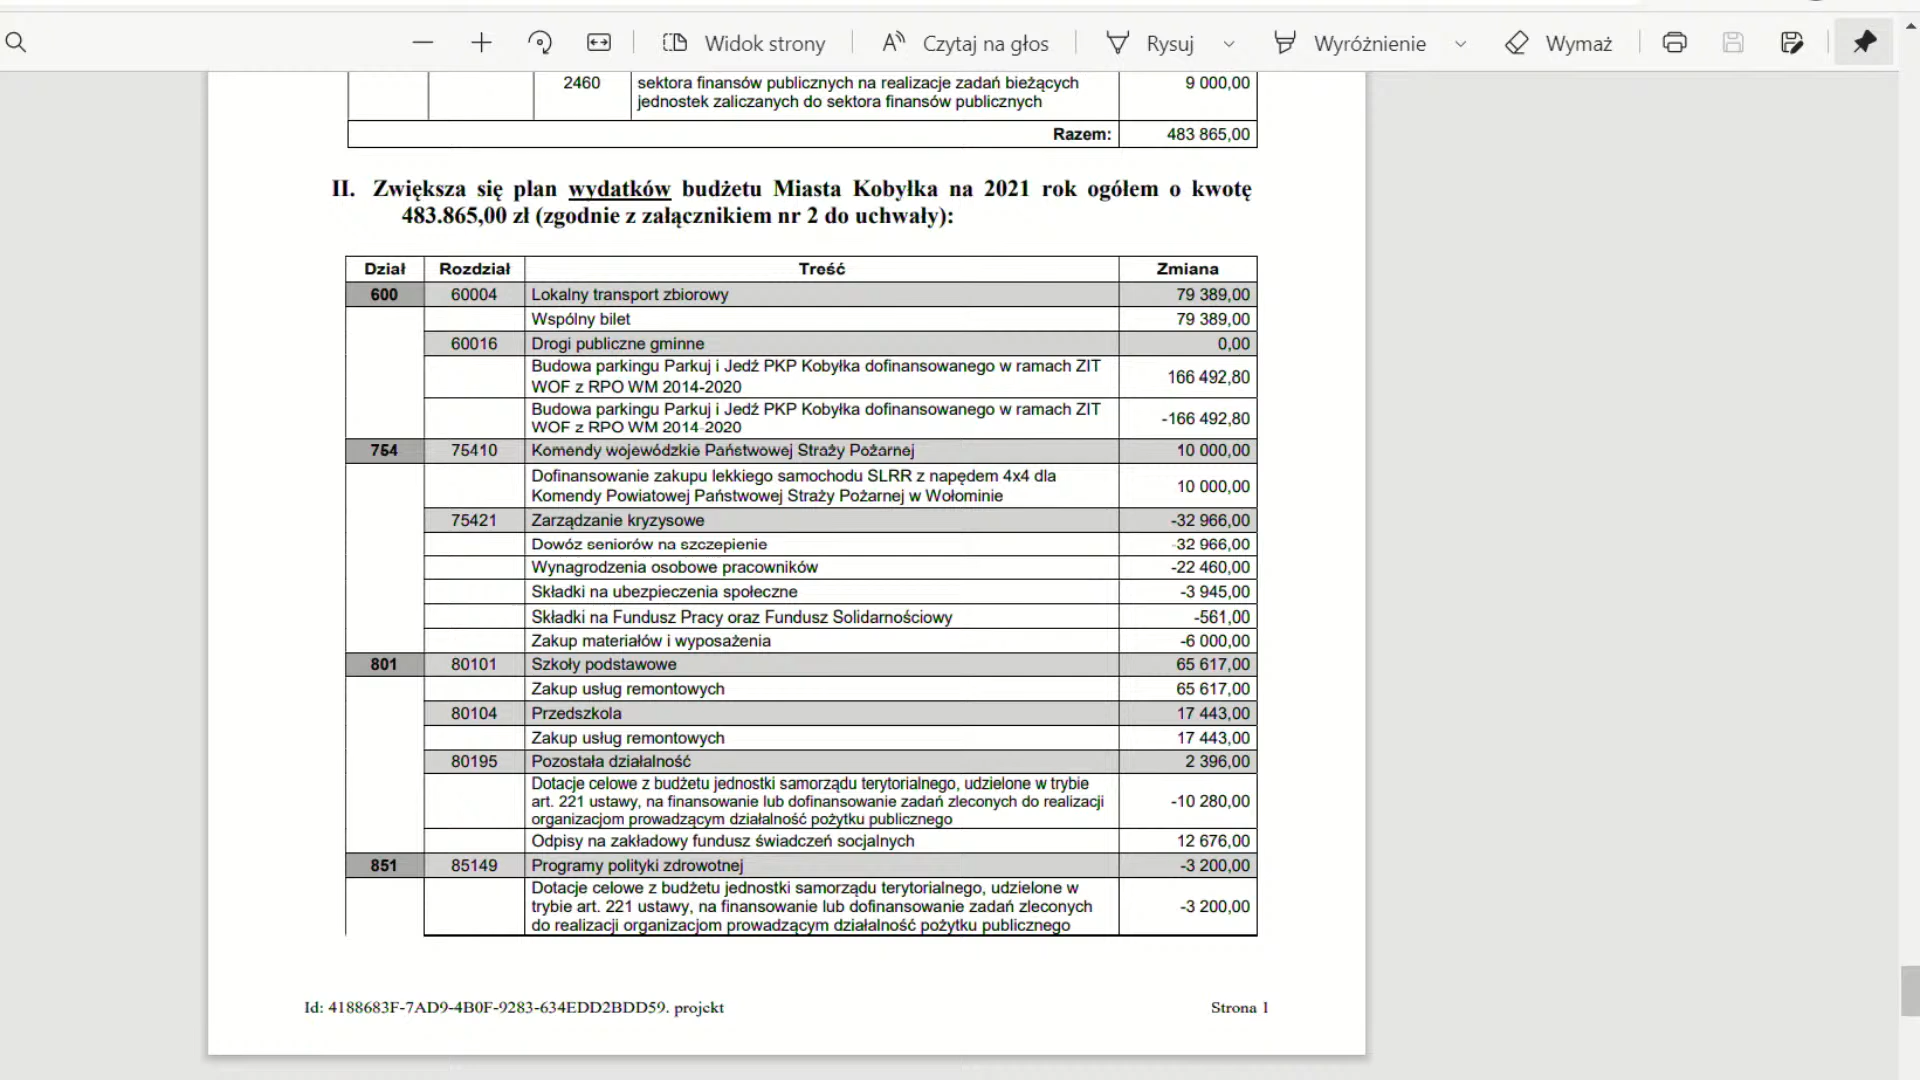 Widok strony
Czytaj na głos
Rysuj
Wyróżnienie
Wymaż
2460 sektora finansów publicznych na realizacje zadań bieżących 9 000,00
jednostek zaliczanych do sektora finansów publicznych
Razem: 483 865,00
II. Zwiększa się plan wydatków budżetu Miasta Kobyłka na 2021 rok ogółem o kwotę
483.865,00 zł (zgodnie z załącznikiem nr 2 do uchwały):
Dział Rozdział Treść Zmiana
600 60004 Lokalny transport zbiorowy 79 389,00
Wspólny bilet 79 389,00
60016 Drogi publiczne gminne 0,00
Budowa parkingu Parkuj i Jedź PKP Kobyłka dofinansowanego w ramach ZIT
WOF z RPO WM 2014-2020 166 492,80
Budowa parkingu Parkuj i Jedź PKP Kobyłka dofinansowanego w ramach ZIT
WOF z RPO WM 2014-2020 -166 492,80
754 75410 Komendy wojewódzkie Państwowej Straży Pożarnej 10 000,00
Dofinansowanie zakupu lekkiego samochodu SLRR z napędem 4x4 dla
Komendy Powiatowej Państwowej Straży Pożarnej w Wołominie 10 000,00
75421 Zarządzanie kryzysowe -32 966,00
Dowóz seniorów na szczepienie -32 966,00
Wynagrodzenia osobowe pracowników -22 460,00
Składki na ubezpieczenia społeczne -3 945,00
Składki na Fundusz Pracy oraz Fundusz Solidarnościowy -561,00
Zakup materiałów i wyposażenia -6 000,00
801 80101 Szkoły podstawowe 65 617,00
Zakup usług remontowych 65 617,00
80104 Przedszkola 17 443,00
Zakup usług remontowych 17 443,00
80195 Pozostała działalność 2 396,00
Dotacje celowe z budżetu jednostki samorządu terytorialnego, udzielone w trybie
art. 221 ustawy, na finansowanie lub dofinansowanie zadań zleconych do realizacji -10 280,00
organizacjom prowadzącym działalność pożytku publicznego
Odpisy na zakładowy fundusz świadczeń socjalnych 12 676,00
851 85149 Programy polityki zdrowotnej -3 200,00
Dotacje celowe z budżetu jednostki samorządu terytorialnego, udzielone w
trybie art. 221 ustawy, na finansowanie lub dofinansowanie zadań zleconych -3 200,00
do realizacji organizacjom prowadzącym działalność pożytku publicznego
Id: 4188683F-7AD9-4B0F-9283-634EDD2BDD59. projekt Strona 1